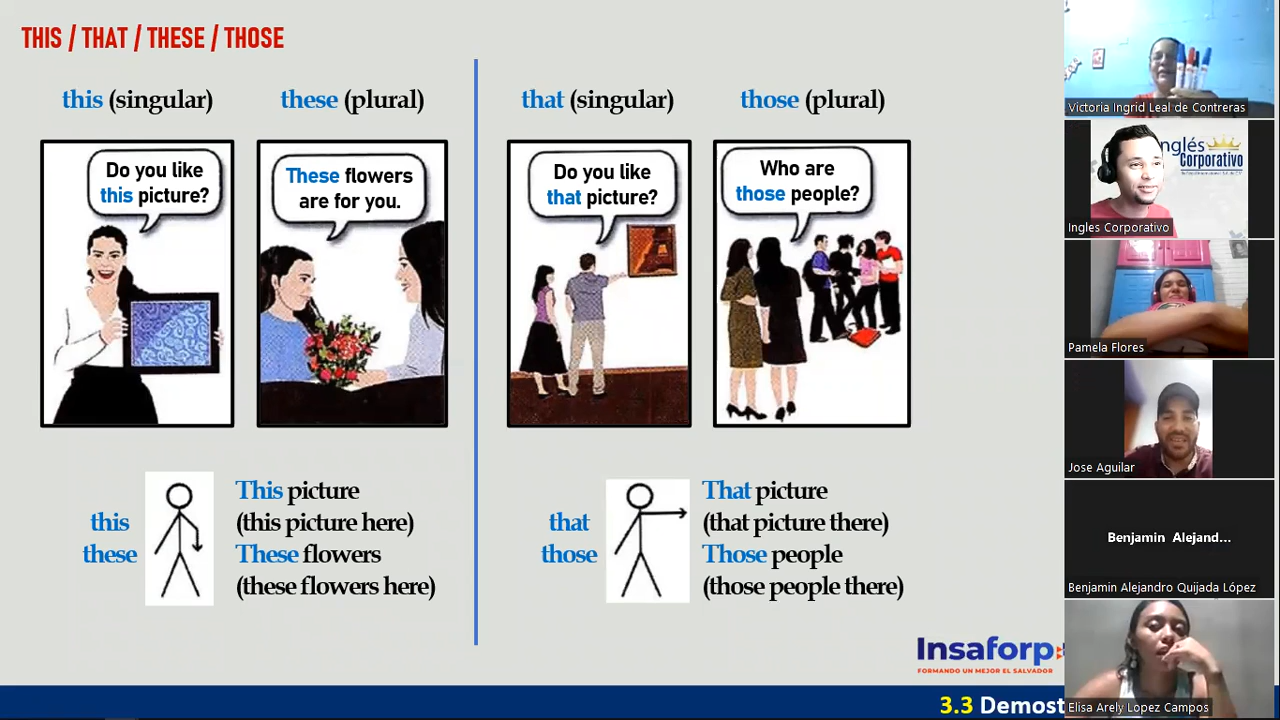 THIS / THAT / THESE / THOSE
this (singular)
these (plural)
that (singular)
those (plural)
Do you like
this picture?
These flowers
are for you.
Do you like
that picture?
Who are
those people?
this
these
This picture
(this picture here)
These flowers
(these flowers here)
that
those
That picture
(that picture there)
Those people
(those people there)
Insaforp
FORMANDO UN MEJOR EL SALVADOR
3.3 Demost
Victoria Ingrid Leal de Contreras
Inglés
Corporativo
Ingles Corporativo
Pamela Flores
Jose Aguilar
Benjamin Alejand...
Benjamin Alejandro Quijada López
Elisa Arely Lopez Campos